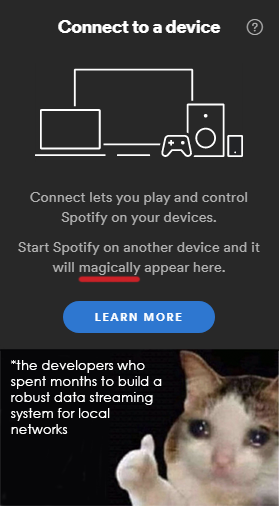 Connect to a device
?
Connect lets you play and control
Spotify on your devices.
Start Spotify on another device and it
will magically appear here.
LEARN MORE
*the developers who
spent months to build a
robust data streaming
system for local
networks